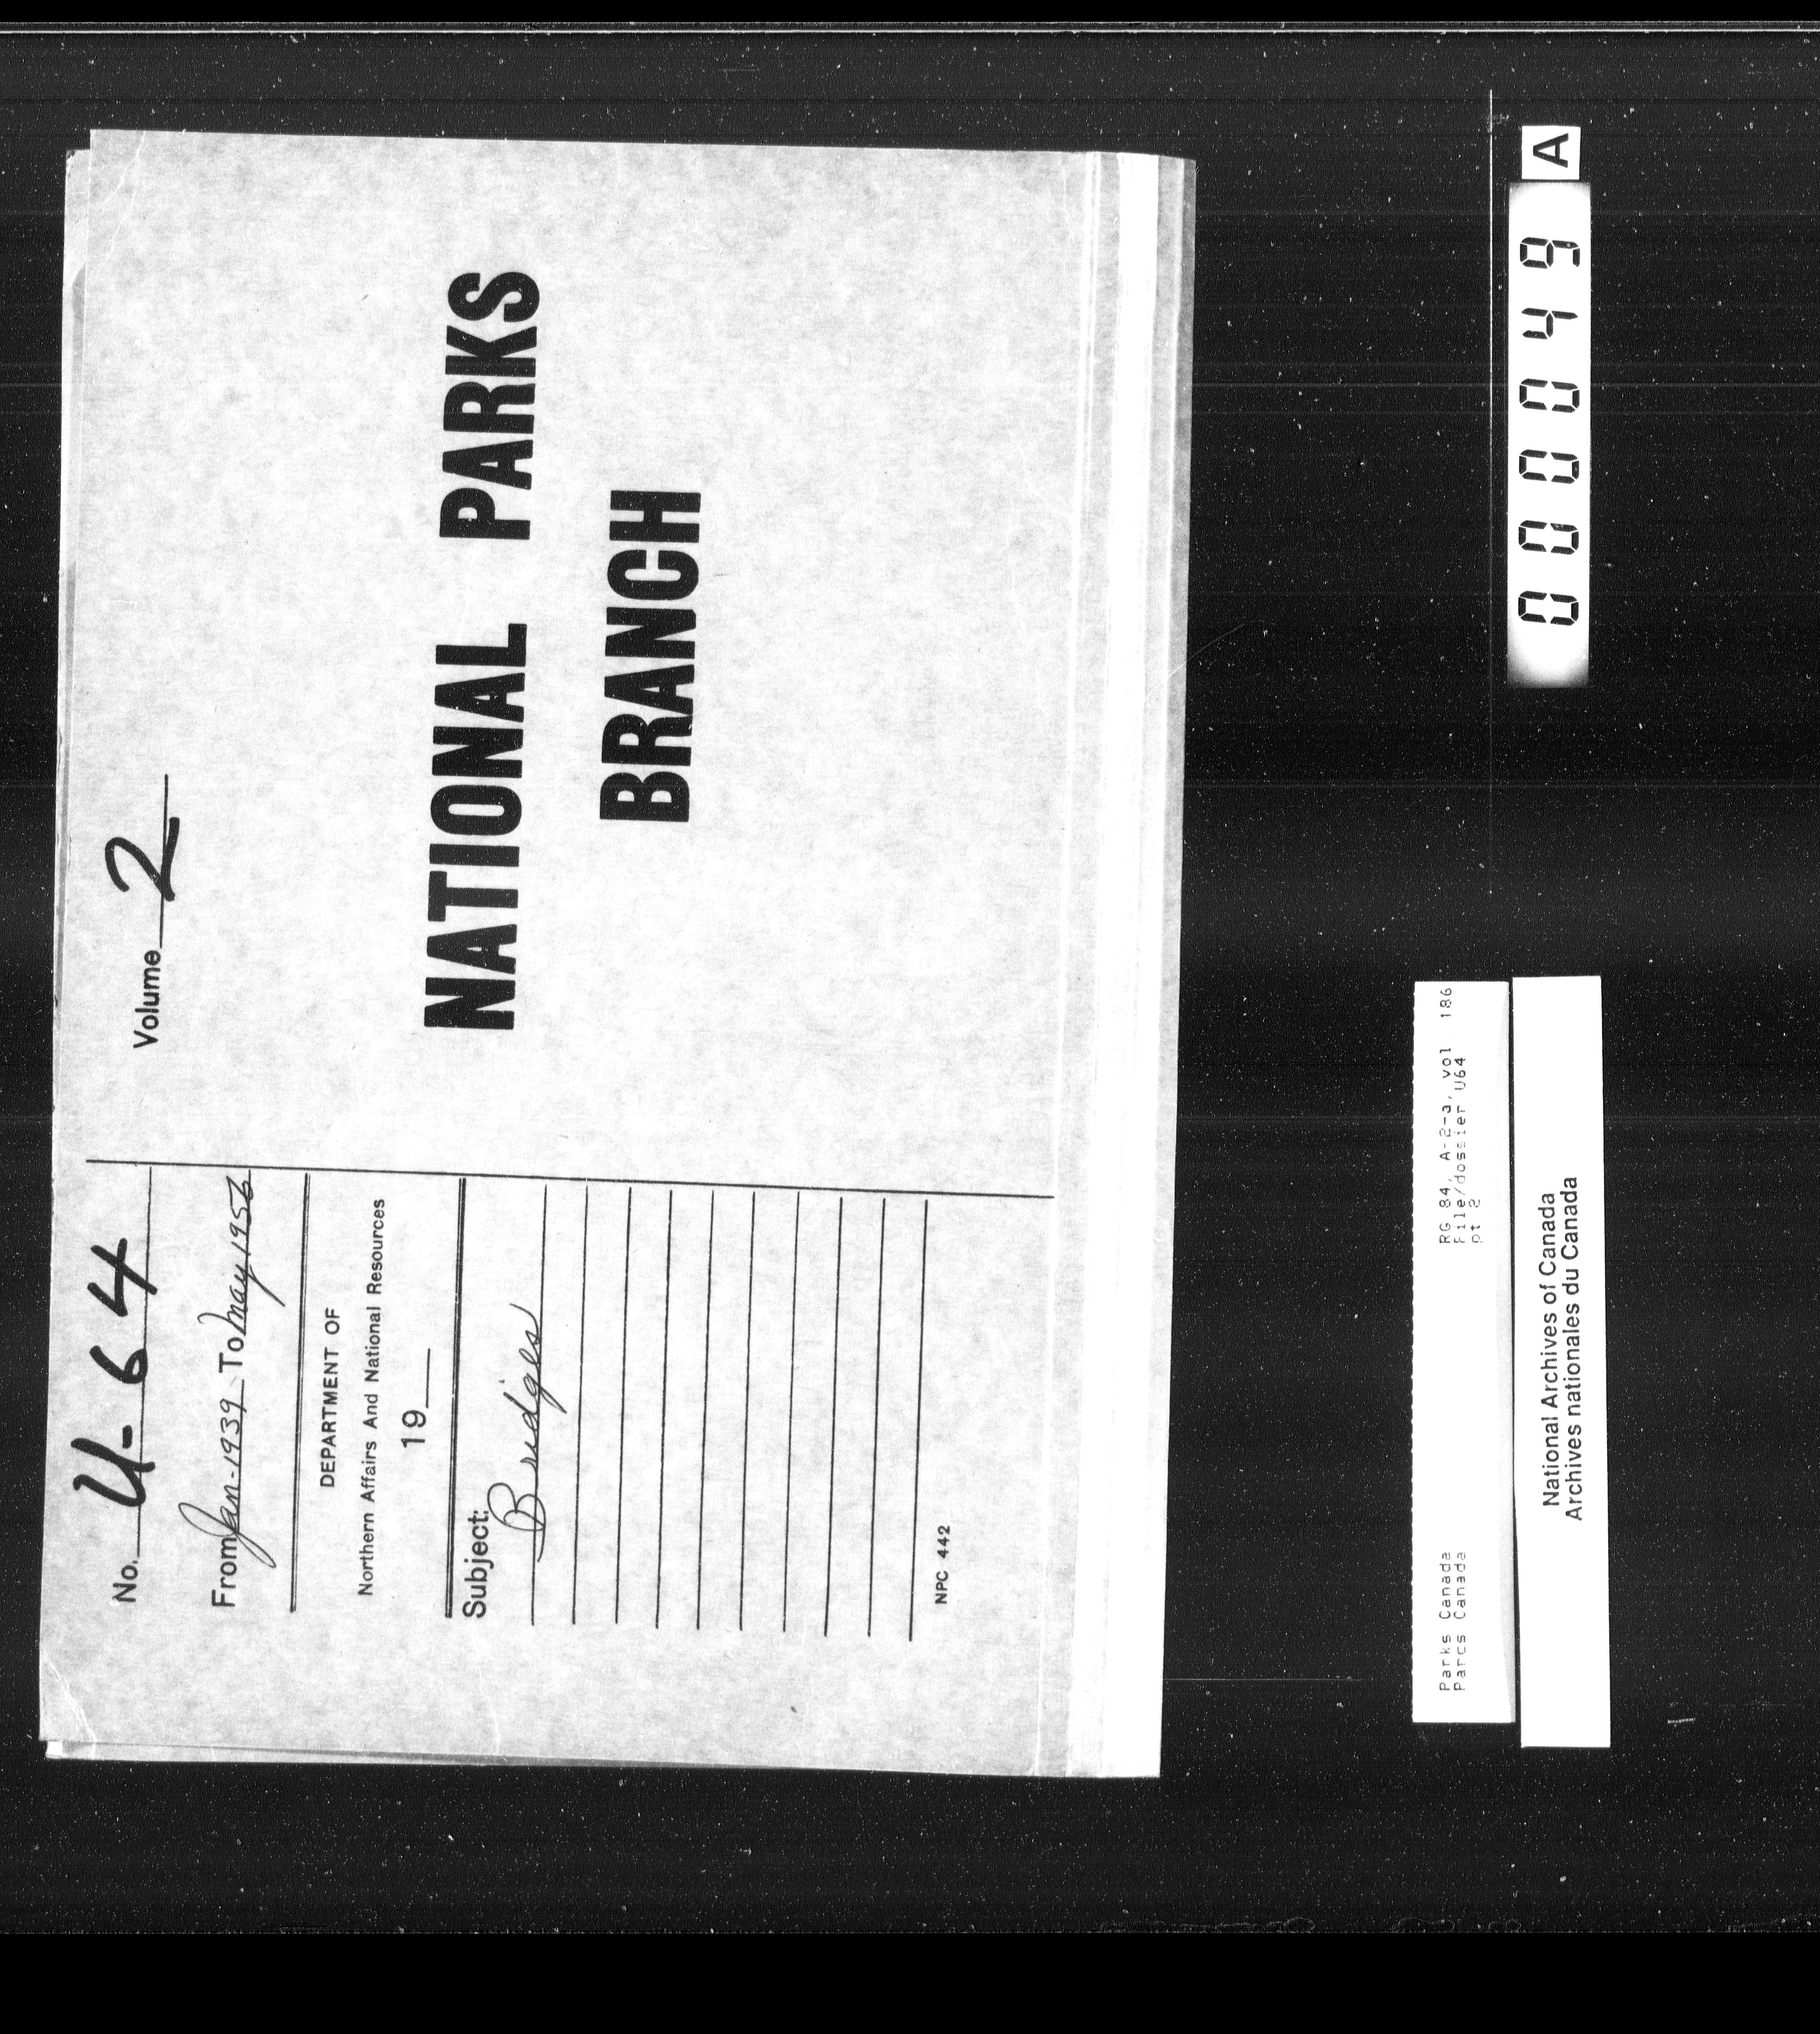 No. U-64
Volume 2
From Jan-1939 To May 1956
DEPARTMENT OF
Northern Affairs And National Resources
19
Subject:
Bridges
NPC 442
NATIONAL PARKS
BRANCH
Parks Canada
Parcs Canada
RG 84, A-2-a, vol 186
File/dossier U64
pt 2
National Archives of Canada
Archives nationales du Canada
000049
A